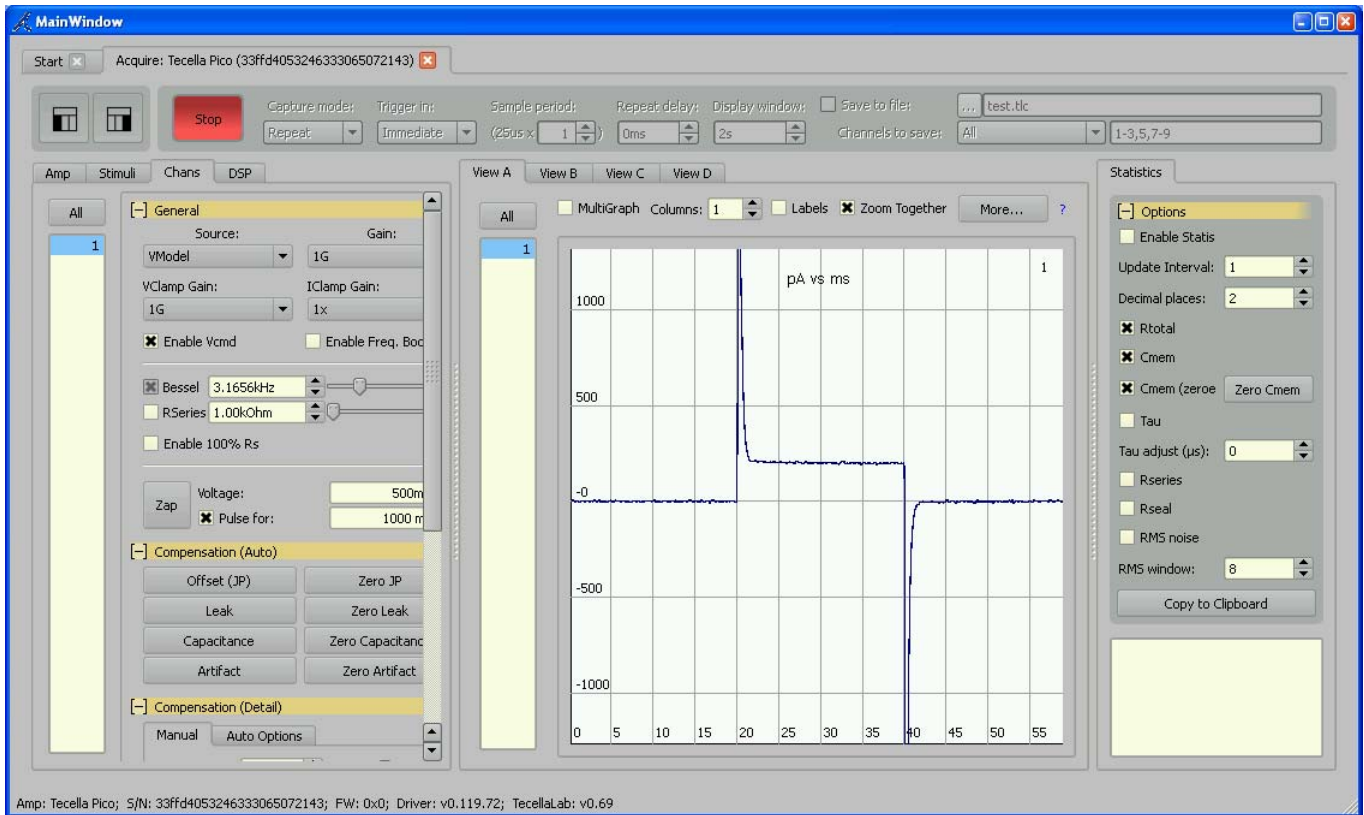 MainWindow
Start
Acquire: Tecella Pico (33ffd4053246333065072143)
Stop
Capture mode: Trigger in: Sample period: Repeat delay: Display window: Save to file: ... test.tlc
Repeat Immediate (25us x 1 ) 0ms 2s Channels to save: All 1-3,5,7-9
Amp Stimuli Chans DSP
All
1
[-] General
Source: Gain:
VModel 1G
VClamp Gain: IClamp Gain:
1G 1x
Enable Vcmd Enable Freq. Boo
Bessel 3.1656kHz
RSeries 1.00kOhm
Enable 100% Rs
Zap
Voltage: 500m
Pulse for: 1000 m
[-] Compensation (Auto)
Offset (JP) Zero JP
Leak Zero Leak
Capacitance Zero Capacitanc
Artifact Zero Artifact
[-] Compensation (Detail)
Manual Auto Options
View A View B View C View D
All
1
MultiGraph Columns: 1 Labels Zoom Together More... ?
pA vs ms 1
1000
500
-0
-500
-1000
0 5 10 15 20 25 30 35 40 45 50 55
Statistics
[-] Options
Enable Statis
Update Interval: 1
Decimal places: 2
Rtotal
Cmem
Cmem (zeroe Zero Cmem
Tau
Tau adjust (µs): 0
Rseries
Rseal
RMS noise
RMS window: 8
Copy to Clipboard
Amp: Tecella Pico; S/N: 33ffd4053246333065072143; FW: 0x0; Driver: v0.119.72; TecellaLab: v0.69